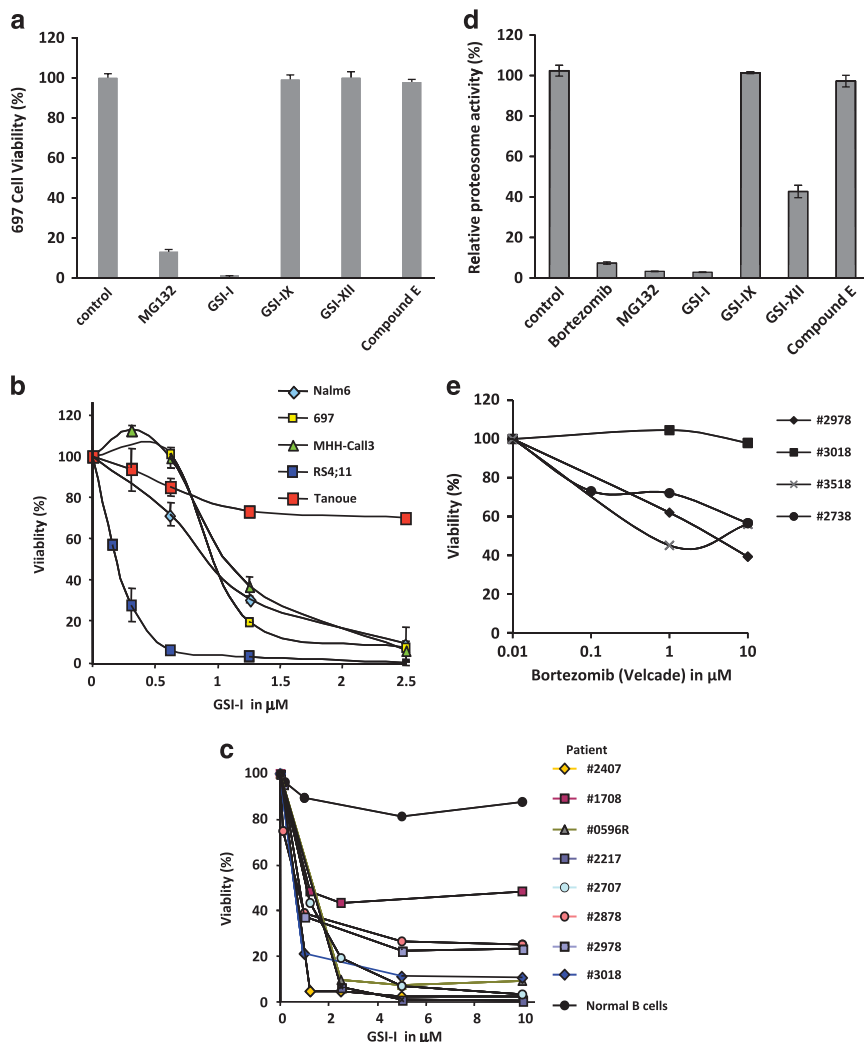 a
697 Cell Viability (%)
120
100
80
60
40
20
0
control
MG132
GSI-I
GSI-IX
GSI-XII
Compound E
d
Relative proteosome activity (%)
120
100
80
60
40
20
0
control
Bortezomib
MG132
GSI-I
GSI-IX
GSI-XII
Compound E
b
Viiablity (%)
120
100
80
60
40
20
0
0
0.5
1
1.5
2
2.5
GSI-I in µM
Nalm6
697
MHH-Call3
RS4;11
Tanoue
e
Viability (%)
120
100
80
60
40
20
0
0.01
0.1
1
10
Bortezomib (Velcade) in µM
#2978
#3018
#3518
#2738
c
Viablity (%)
100
80
60
40
20
0
0
2
4
6
8
10
GSI-I in µM
Patient
#2407
#1708
#0596R
#2217
#2707
#2878
#2978
#3018
Normal B cells